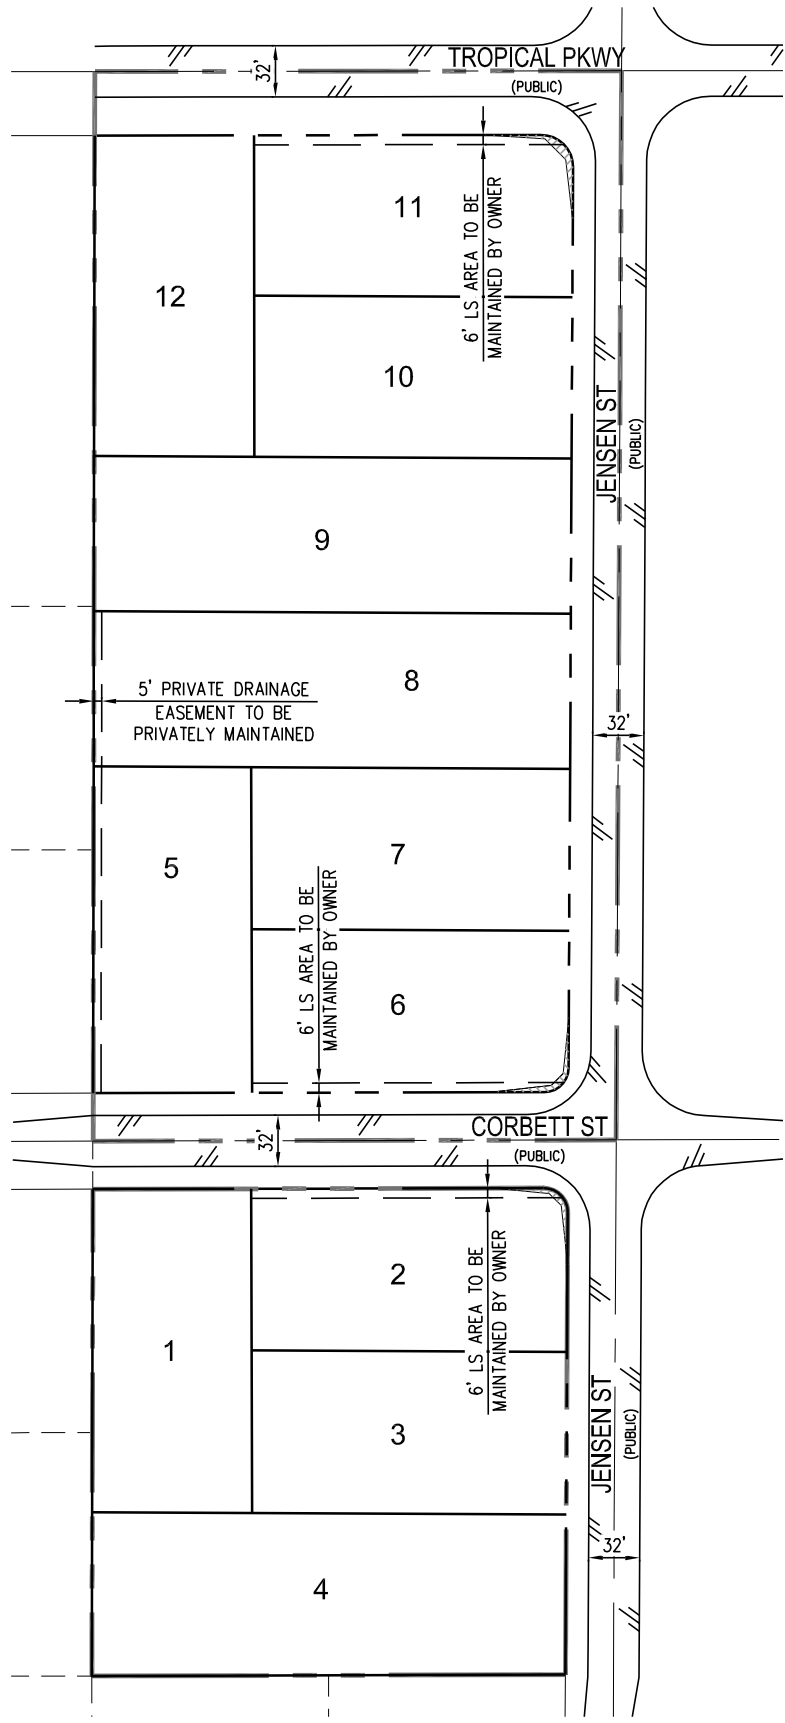 TROPICAL PKWY
32'
(PUBLIC)
11
6' LS AREA TO BE
MAINTAINED BY OWNER
12
10
JENSEN ST
(PUBLIC)
9
8
5' PRIVATE DRAINAGE
EASEMENT TO BE
PRIVATELY MAINTAINED
32'
7
5
6' LS AREA TO BE
MAINTAINED BY OWNER
6
CORBETT ST
32'
(PUBLIC)
2
6' LS AREA TO BE
MAINTAINED BY OWNER
1
3
JENSEN ST
(PUBLIC)
32'
4